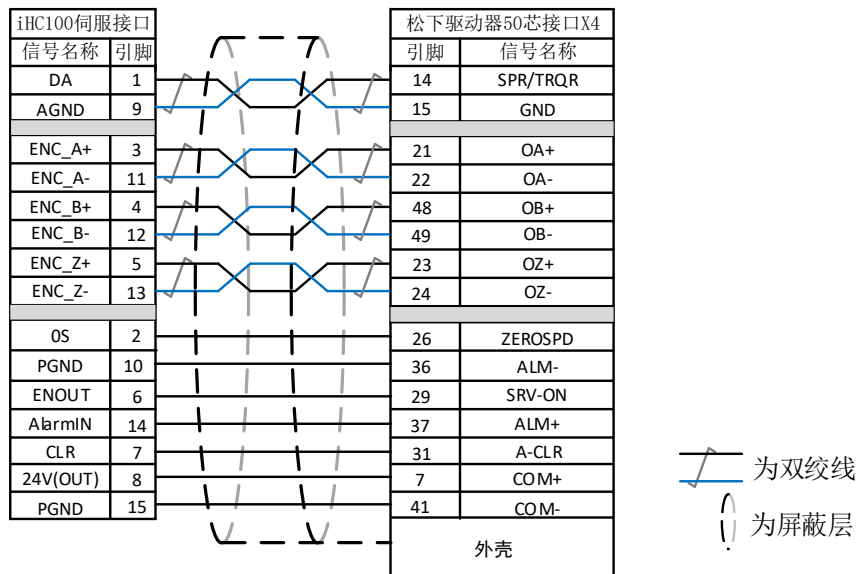 iHC100伺服接口 松下驱动器50芯接口X4
信号名称 引脚 引脚 信号名称
DA 1 14 SPR/TRQR
AGND 9 15 GND
ENC_A+ 3 21 OA+
ENC_A- 11 22 OA-
ENC_B+ 4 48 OB+
ENC_B- 12 49 OB-
ENC_Z+ 5 23 OZ+
ENC_Z- 13 24 OZ-
0S 2 26 ZEROSPD
PGND 10 36 ALM-
ENOUT 6 29 SRV-ON
AlarmIN 14 37 ALM+
CLR 7 31 A-CLR
24V(OUT) 8 7 COM+
PGND 15 41 COM-
外壳
为双绞线
为屏蔽层